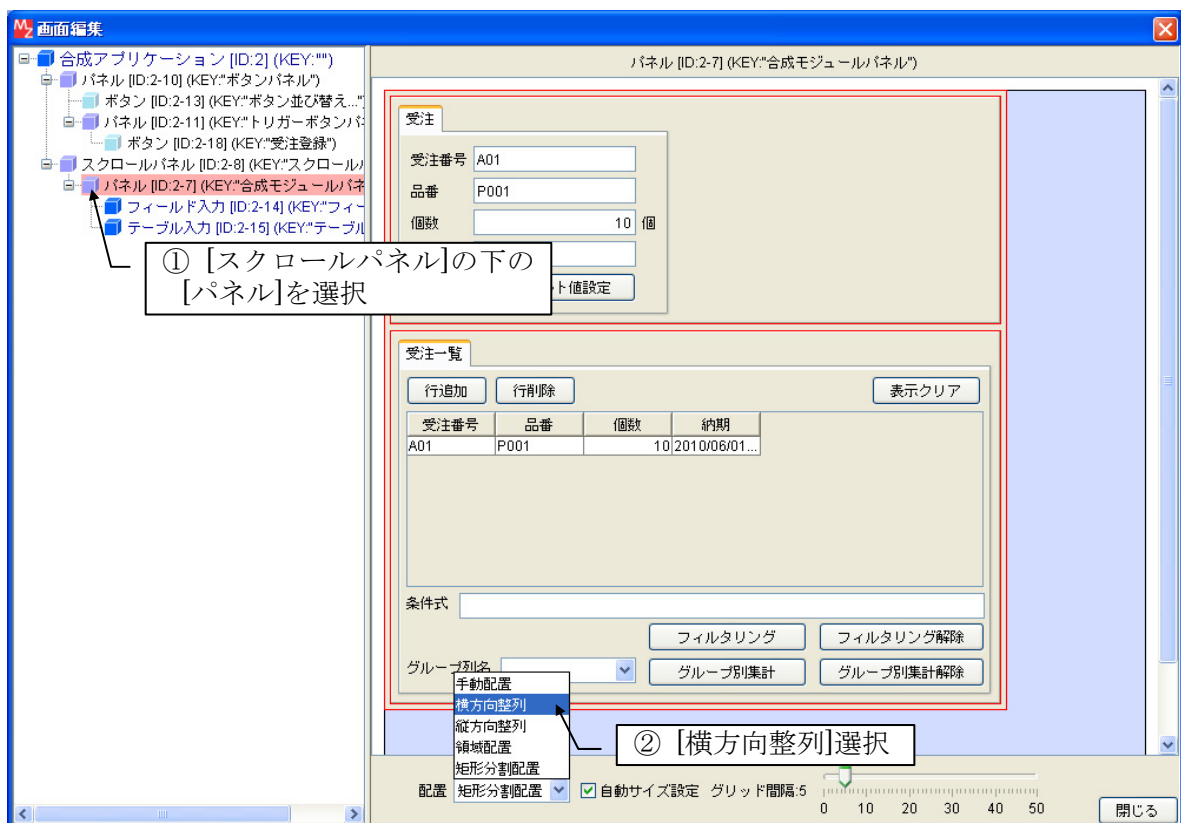 画面編集
合成アプリケーション [ID:2] (KEY:"")
パネル [ID:2-10] (KEY:"ボタンパネル")
ボタン [ID:2-13] (KEY:"ボタン並び替え..."
パネル [ID:2-11] (KEY:"トリガーボタンパ
ボタン [ID:2-18] (KEY:"受注登録")
スクロールパネル [ID:2-8] (KEY:"スクロール
パネル [ID:2-7] (KEY:"合成モジュールパネ
フィールド入力 [ID:2-14] (KEY:"フィー
テーブル入力 [ID:2-15] (KEY:"テーブル
① [スクロールパネル]の下の
[パネル]を選択
パネル [ID:2-7] (KEY:"合成モジュールパネル")
受注
受注番号 A01
品番 P001
個数 10 個
ト値設定
受注一覧
行追加 行削除 表示クリア
受注番号 品番 個数 納期
A01 P001 10 2010/06/01...
条件式
フィルタリング フィルタリング解除
グループ列名 グループ別集計 グループ別集計解除
手動配置
横方向整列
縦方向整列
領域配置
矩形分割配置
② [横方向整列]選択
配置 矩形分割配置 自動サイズ設定 グリッド間隔:5
0 10 20 30 40 50
閉じる